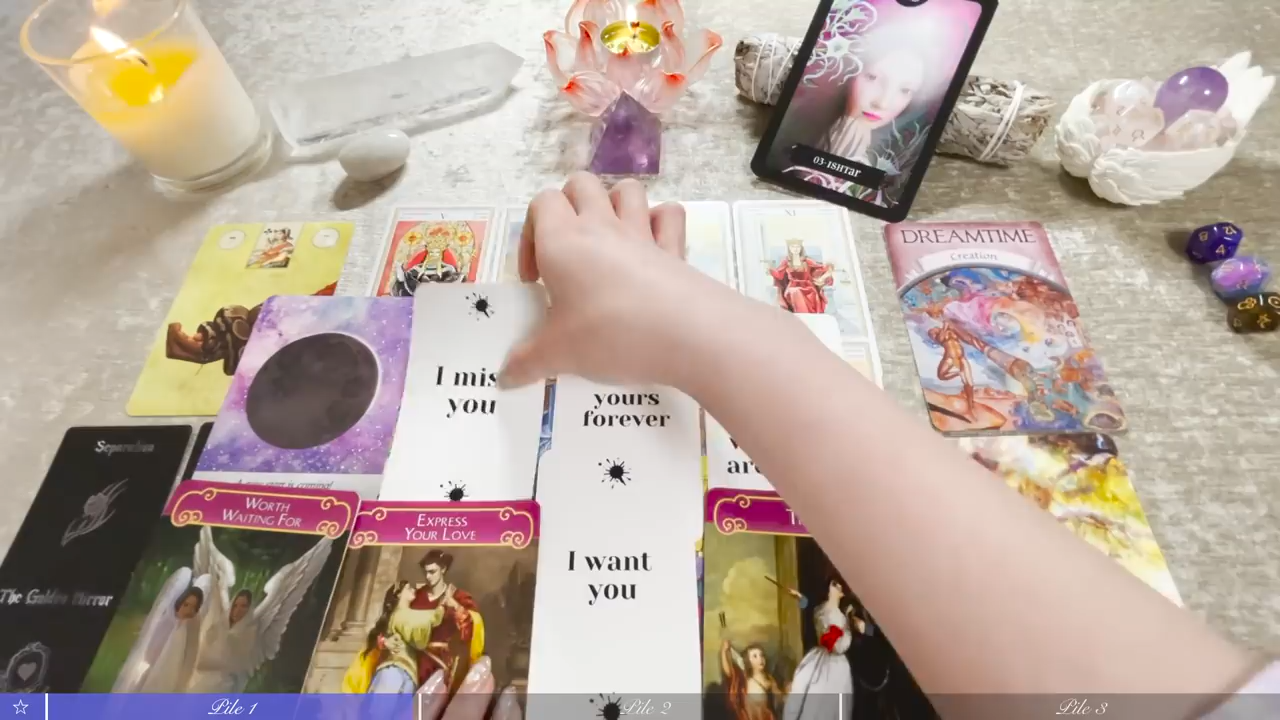 03-ISHTAR
V
XI
DREAMTIME
Creation
I mis
you
yours
forever
Separation
WORTH
WAITING FOR
EXPRESS
YOUR LOVE
I want
you
The Golden Mirror
Pile 1
Pile 2
Pile 3